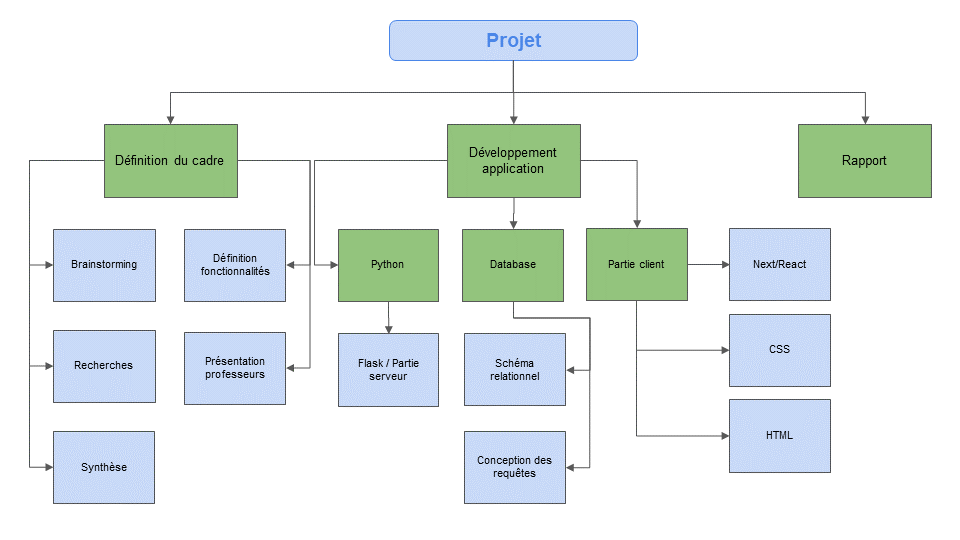 Projet
Définition du cadre
Développement
application
Rapport
Brainstorming
Définition
fonctionnalités
Python
Database
Partie client
Next/React
Recherches
Présentation
professeurs
Flask / Partie
serveur
Schéma
relationnel
CSS
Synthèse
Conception des
requêtes
HTML